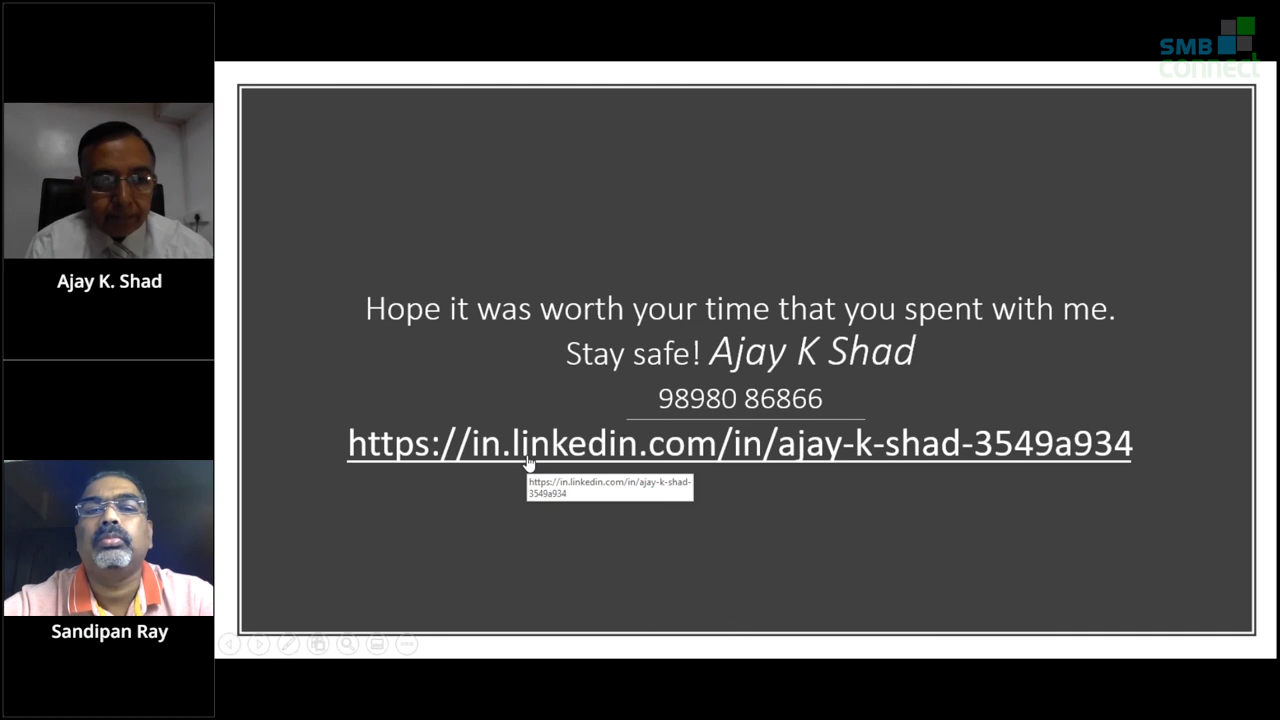 SMB
connect
Ajay K. Shad
Hope it was worth your time that you spent with me.
Stay safe! Ajay K Shad
98980 86866
https://in.linkedin.com/in/ajay-k-shad-3549a934
https://in.linkedin.com/in/ajay-k-shad-
3549a934
Sandipan Ray